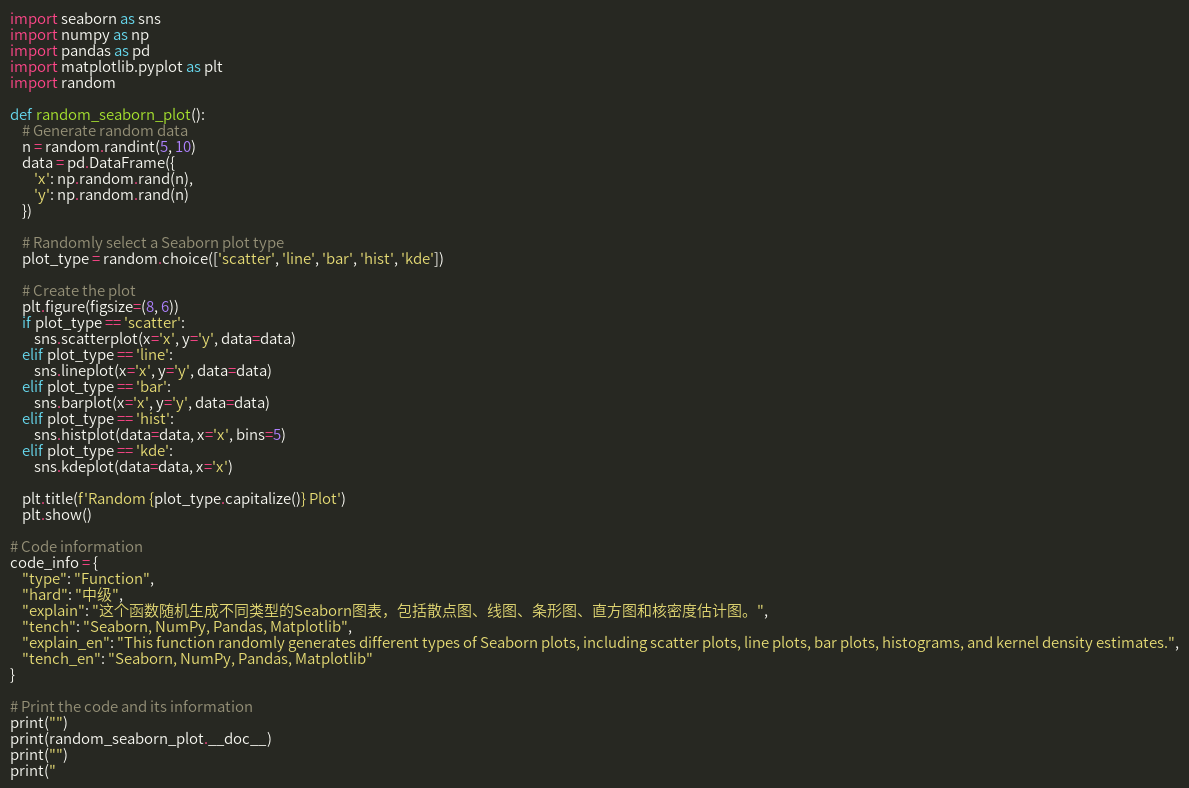 import seaborn as sns
import numpy as np
import pandas as pd
import matplotlib.pyplot as plt
import random

def random_seaborn_plot():
    # Generate random data
    n = random.randint(5, 10)
    data = pd.DataFrame({
        'x': np.random.rand(n),
        'y': np.random.rand(n)
    })

    # Randomly select a Seaborn plot type
    plot_type = random.choice(['scatter', 'line', 'bar', 'hist', 'kde'])

    # Create the plot
    plt.figure(figsize=(8, 6))
    if plot_type == 'scatter':
        sns.scatterplot(x='x', y='y', data=data)
    elif plot_type == 'line':
        sns.lineplot(x='x', y='y', data=data)
    elif plot_type == 'bar':
        sns.barplot(x='x', y='y', data=data)
    elif plot_type == 'hist':
        sns.histplot(data=data, x='x', bins=5)
    elif plot_type == 'kde':
        sns.kdeplot(data=data, x='x')

    plt.title(f'Random {plot_type.capitalize()} Plot')
    plt.show()

# Code information
code_info = {
    "type": "Function",
    "hard": "中级",
    "explain": "这个函数随机生成不同类型的Seaborn图表，包括散点图、线图、条形图、直方图和核密度估计图。",
    "tench": "Seaborn, NumPy, Pandas, Matplotlib",
    "explain_en": "This function randomly generates different types of Seaborn plots, including scatter plots, line plots, bar plots, histograms, and kernel density estimates.",
    "tench_en": "Seaborn, NumPy, Pandas, Matplotlib"
}

# Print the code and its information
print("")
print(random_seaborn_plot.__doc__)
print("")
print("